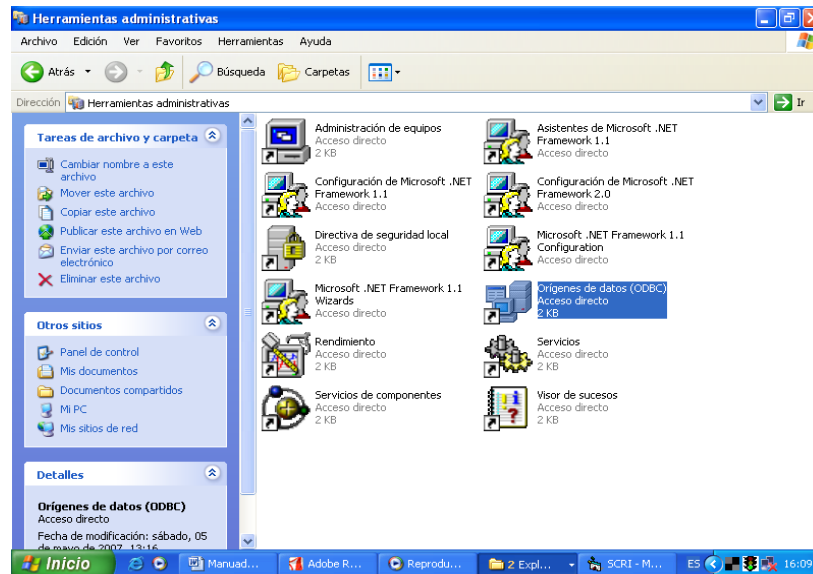 Herramientas administrativas
Archivo Edición Ver Favoritos Herramientas Ayuda
Atrás Búsqueda Carpetas
Dirección Herramientas administrativas Ir
Tareas de archivo y carpeta
Cambiar nombre a este
archivo
Mover este archivo
Copiar este archivo
Publicar este archivo en Web
Enviar este archivo por correo
electrónico
Eliminar este archivo
Otros sitios
Panel de control
Mis documentos
Documentos compartidos
Mi PC
Mis sitios de red
Detalles
Orígenes de datos (ODBC)
Acceso directo
Fecha de modificación: sábado, 05
de mayo de 2007, 13:16
Administración de equipos
Acceso directo
2 KB
Asistentes de Microsoft .NET
Framework 1.1
Acceso directo
Configuración de Microsoft .NET
Framework 1.1
Acceso directo
Configuración de Microsoft .NET
Framework 2.0
Acceso directo
Directiva de seguridad local
Acceso directo
2 KB
Microsoft .NET Framework 1.1
Configuration
Acceso directo
Microsoft .NET Framework 1.1
Wizards
Acceso directo
Orígenes de datos (ODBC)
Acceso directo
2 KB
Rendimiento
Acceso directo
2 KB
Servicios
Acceso directo
2 KB
Servicios de componentes
Acceso directo
2 KB
Visor de sucesos
Acceso directo
2 KB
Inicio Manuad... Adobe R... Reprodu... 2 Expl... SCRI - M... ES 16:09